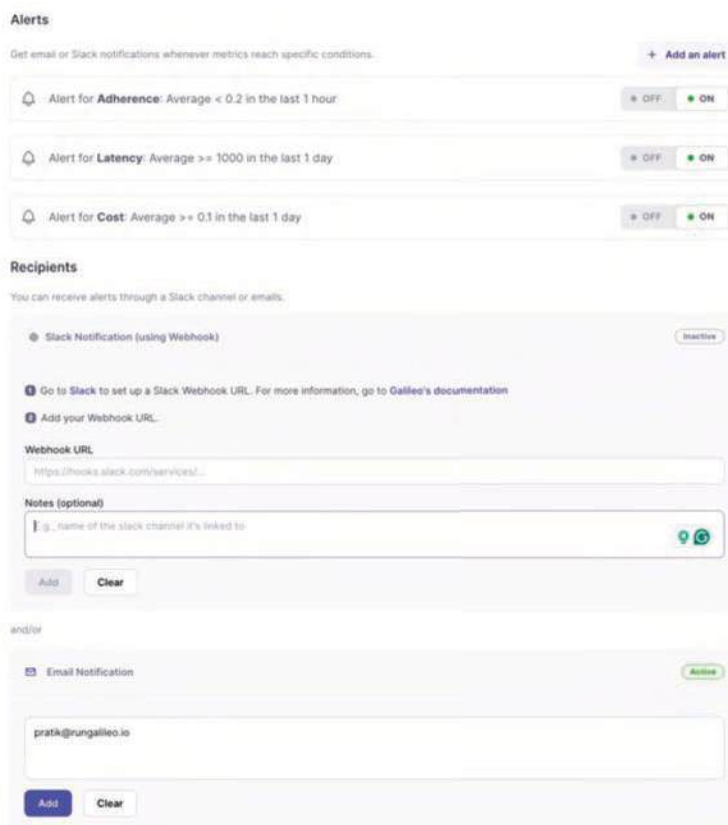 Alerts
Get email or Slack notifications whenever metrics reach specific conditions.
+ Add an alert
Alert for Adherence: Average < 0.2 in the last 1 hour
OFF ON
Alert for Latency: Average >= 1000 in the last 1 day
OFF ON
Alert for Cost: Average >= 0.1 in the last 1 day
OFF ON
Recipients
You can receive alerts through a Slack channel or emails.
Slack Notification (using Webhook)
Inactive
1 Go to Slack to set up a Slack Webhook URL. For more information, go to Galileo's documentation
2 Add your Webhook URL.
Webhook URL
https://hooks.slack.com/services/...
Notes (optional)
E.g., name of the slack channel it's linked to
Add Clear
and/or
Email Notification
Active
pratik@rungalileo.io
Add Clear